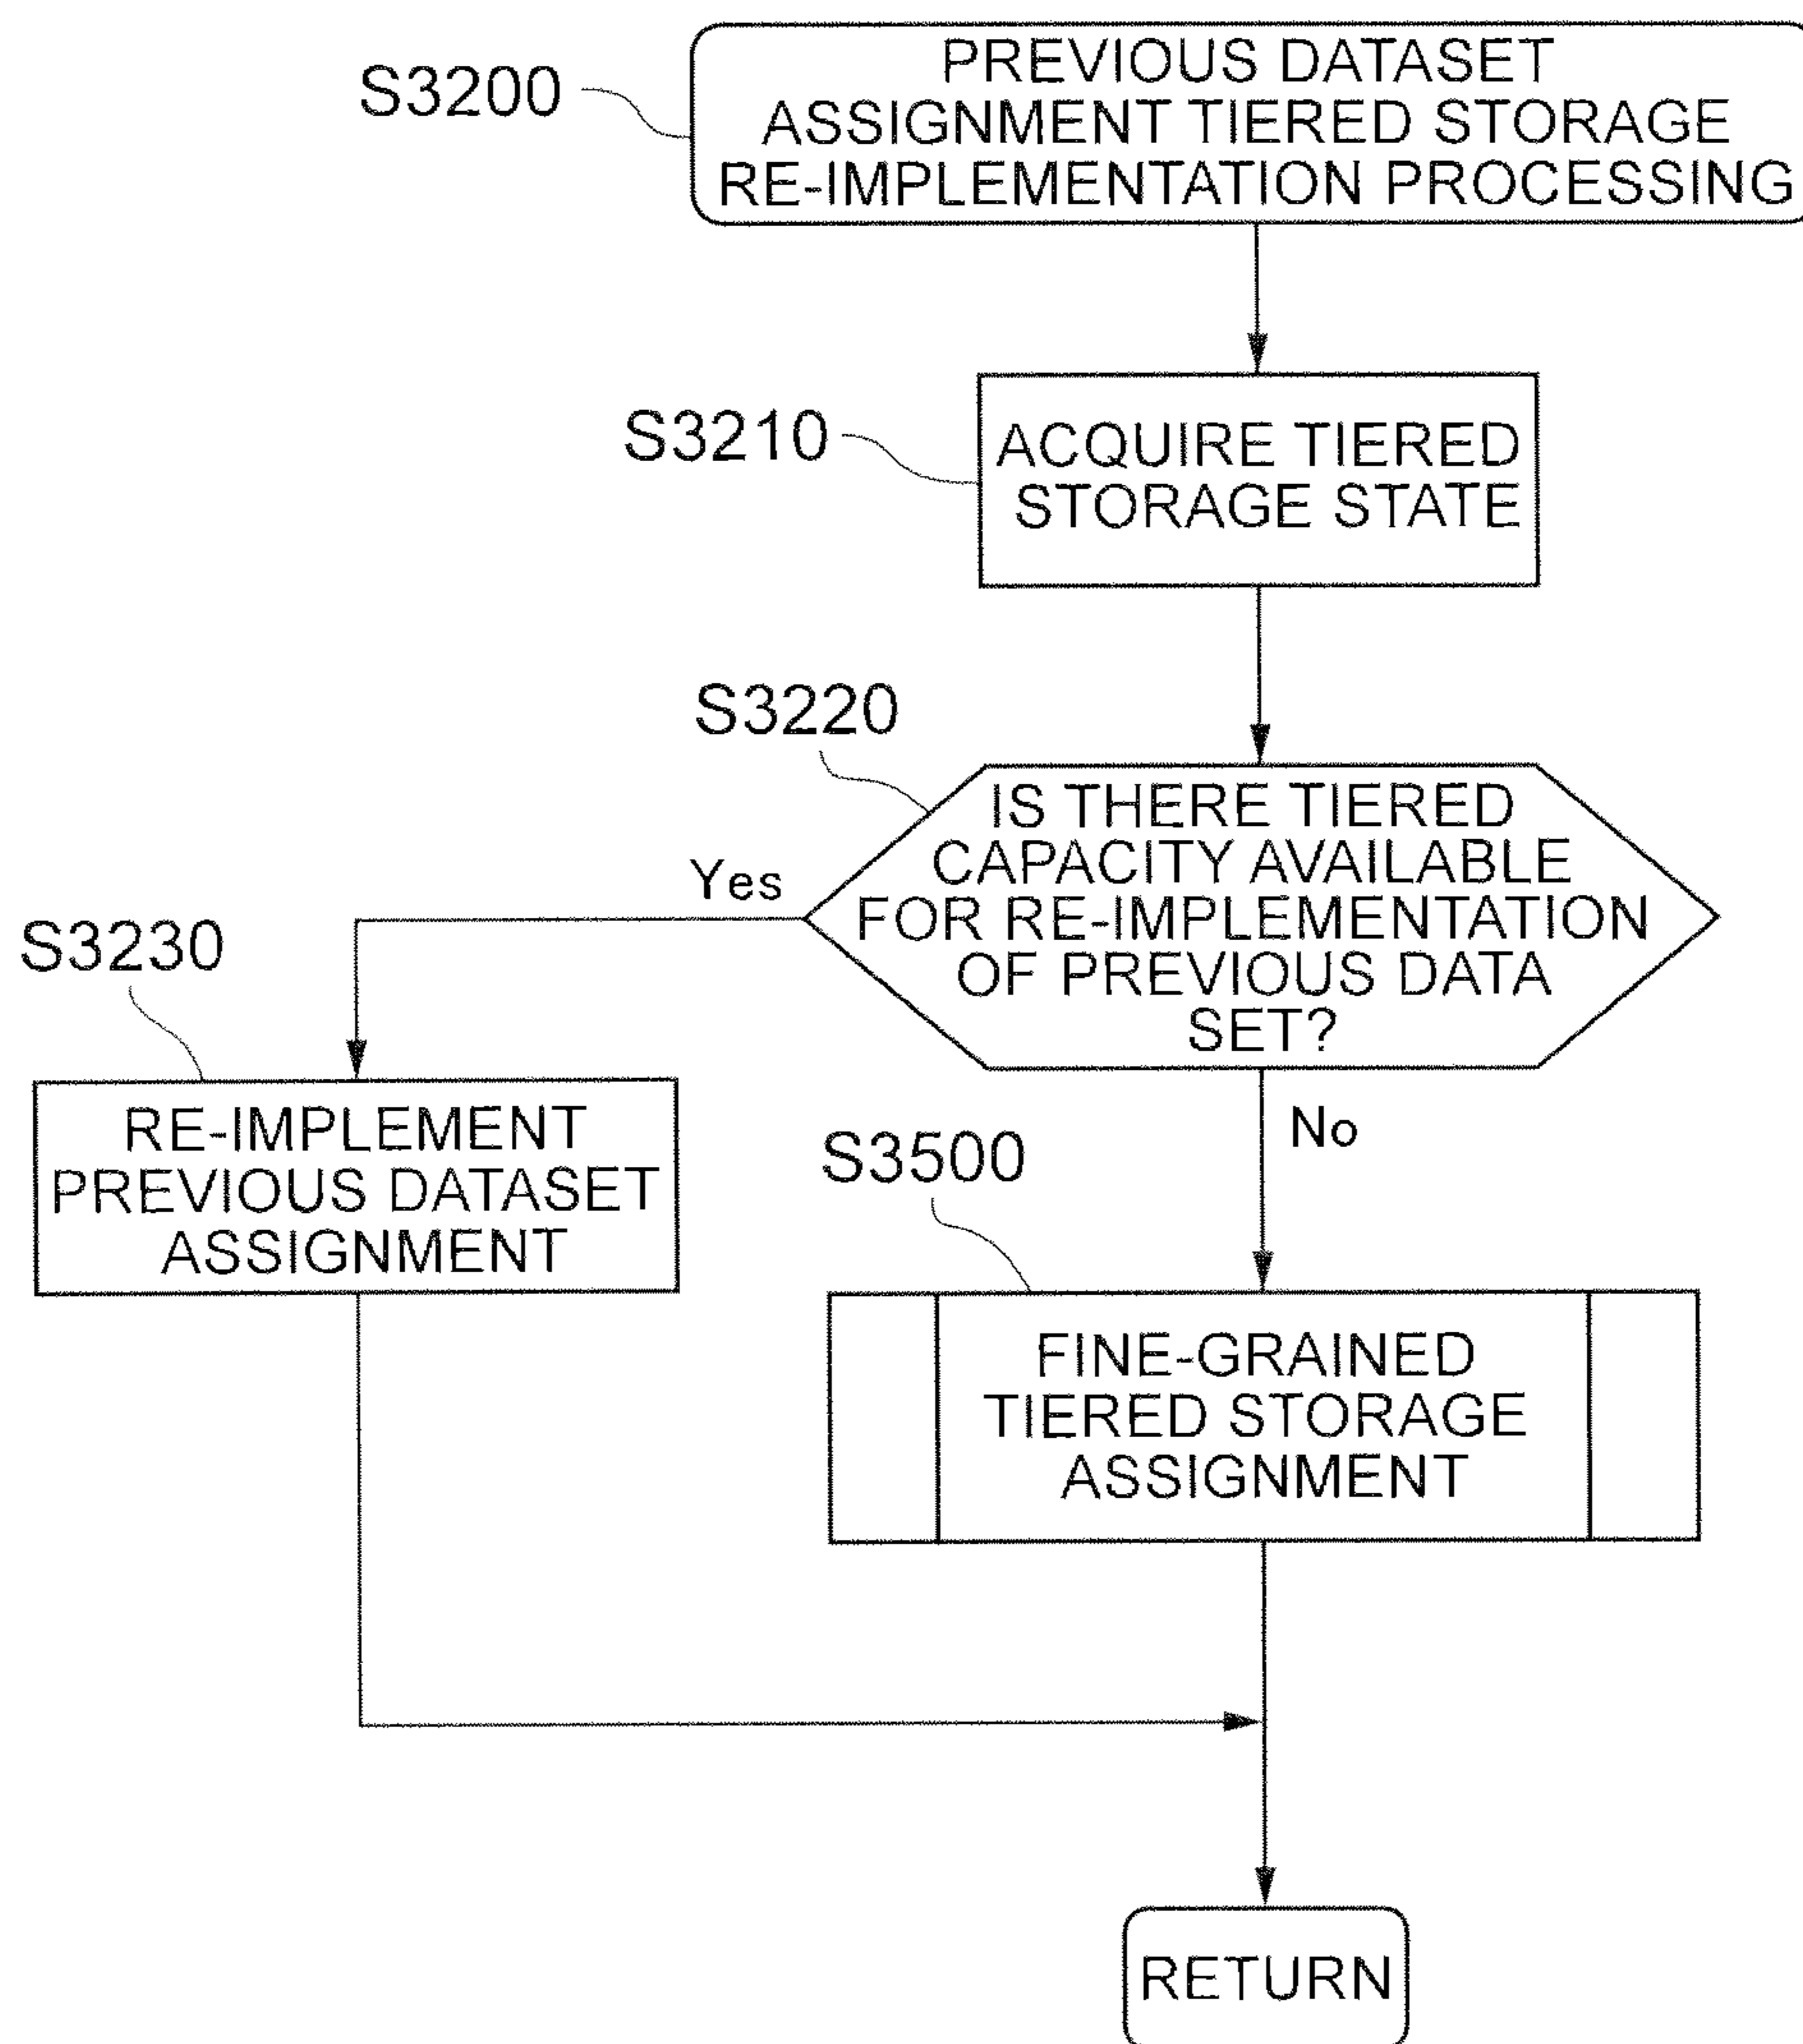 S3200
PREVIOUS DATASET
ASSIGNMENT TIERED STORAGE
RE-IMPLEMENTATION PROCESSING
S3210
ACQUIRE TIERED
STORAGE STATE
S3220
IS THERE TIERED
CAPACITY AVAILABLE
FOR RE-IMPLEMENTATION
OF PREVIOUS DATA
SET?
Yes
No
S3230
RE-IMPLEMENT
PREVIOUS DATASET
ASSIGNMENT
S3500
FINE-GRAINED
TIERED STORAGE
ASSIGNMENT
RETURN